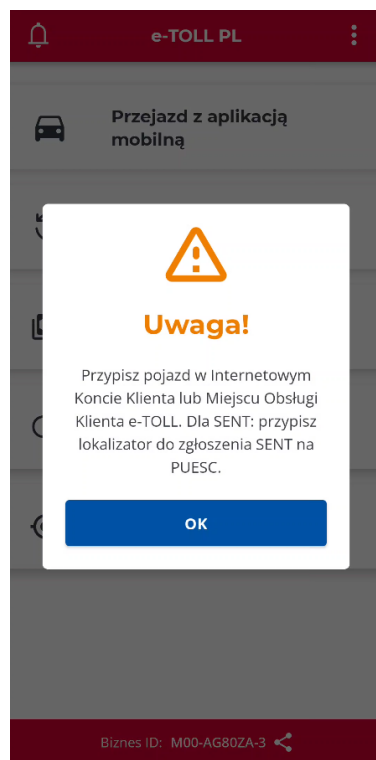 e-TOLL PL
Przejazd z aplikacją
mobilną
Uwaga!
Przypisz pojazd w Internetowym
Koncie Klienta lub Miejscu Obsługi
Klienta e-TOLL. Dla SENT: przypisz
lokalizator do zgłoszenia SENT na
PUESC.
OK
Biznes ID: M00-AG80ZA-3